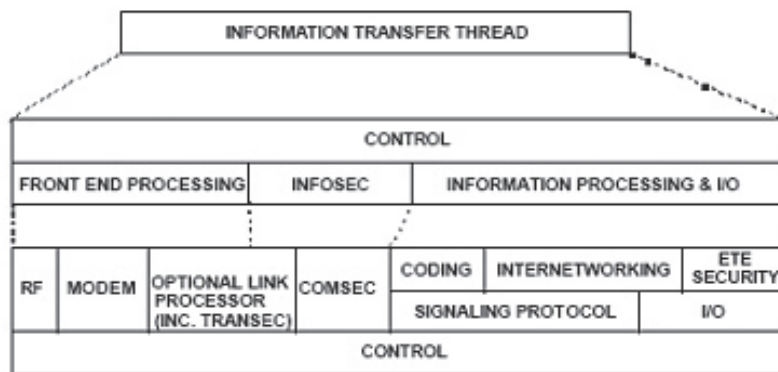 INFORMATION TRANSFER THREAD
CONTROL
FRONT END PROCESSING
INFOSEC
INFORMATION PROCESSING & I/O
RF
MODEM
OPTIONAL LINK
PROCESSOR
(INC. TRANSEC)
COMSEC
CODING
INTERNETWORKING
ETE
SECURITY
SIGNALING PROTOCOL
I/O
CONTROL